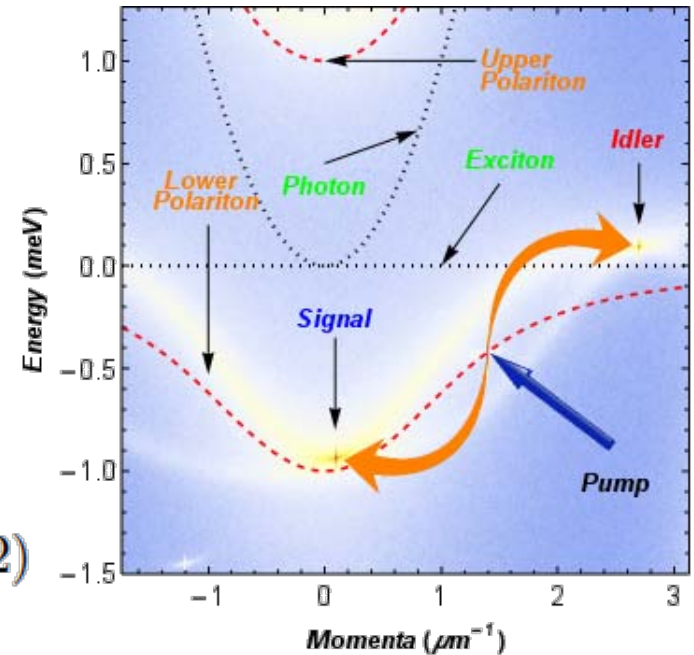 1.0
0.5
0.0
−0.5
−1.0
−1.5
Energy (meV)
Upper
Polariton
Idler
Exciton
Photon
Lower
Polariton
Signal
Pump
2)
−1
0
1
2
3
Momenta (μm⁻¹)